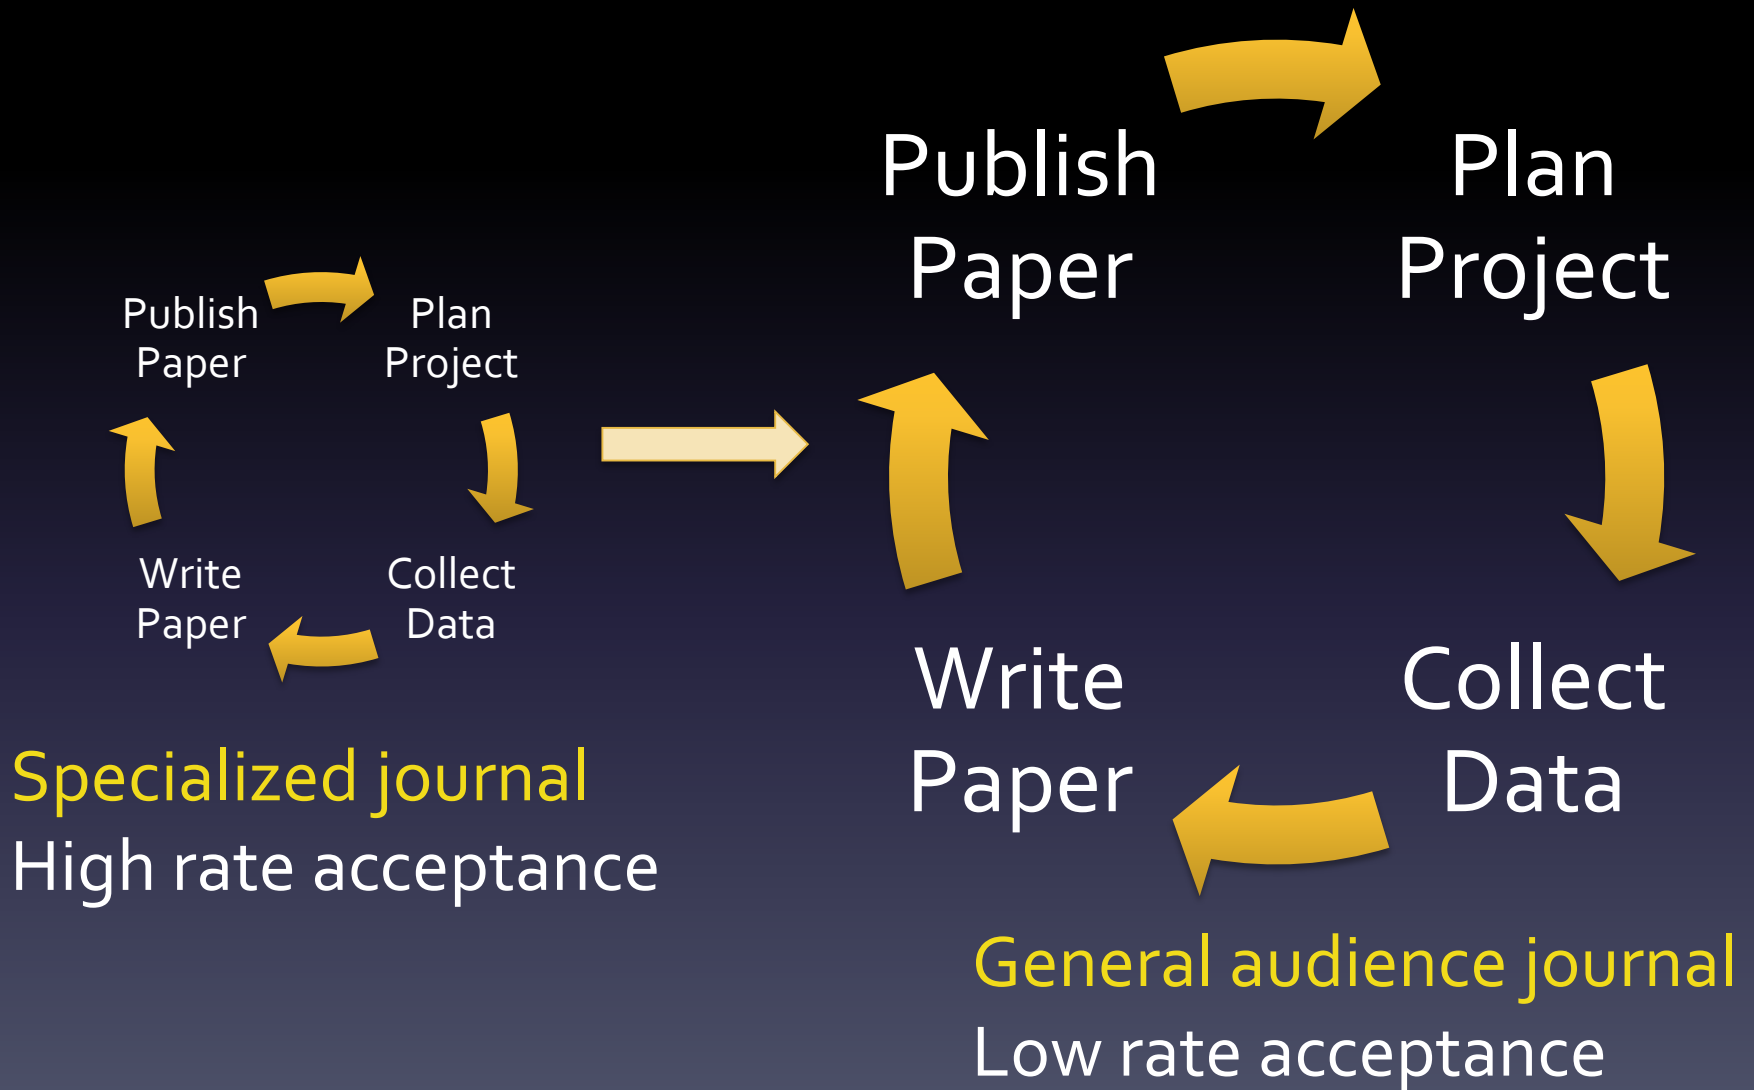 Publish
Paper
Plan
Project
Collect
Data
Write
Paper
Specialized journal
High rate acceptance
Publish
Paper
Plan
Project
Collect
Data
Write
Paper
General audience journal
Low rate acceptance